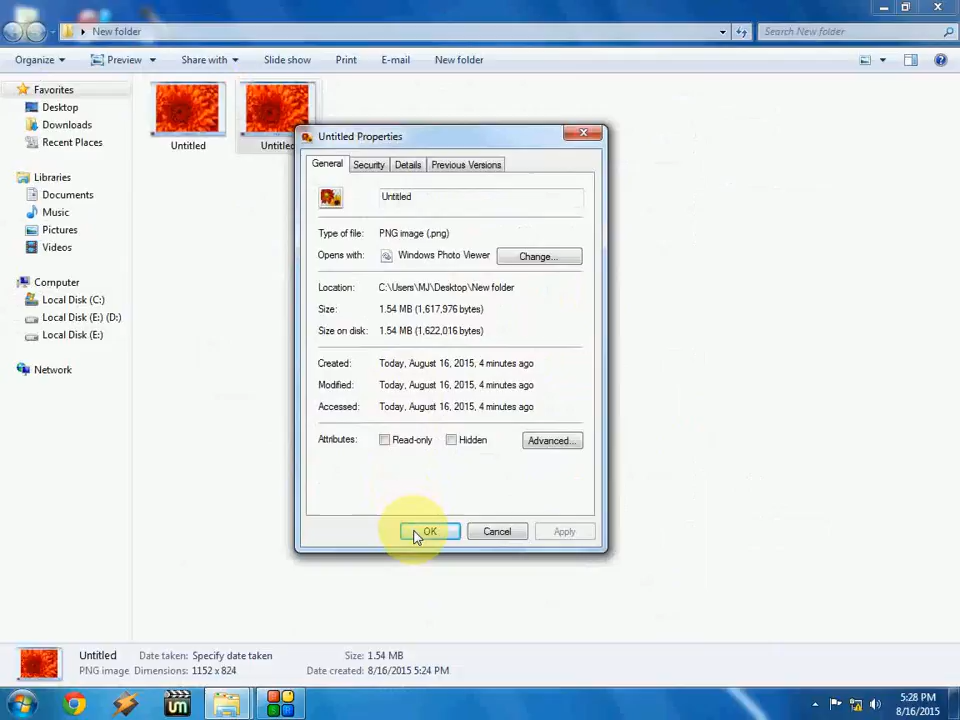 New folder
Search New folder
Organize Preview Share with Slide show Print E-mail New folder
Favorites
Desktop
Downloads
Recent Places
Libraries
Documents
Music
Pictures
Videos
Computer
Local Disk (C:)
Local Disk (E:) (D:)
Local Disk (E:)
Network
Untitled
Untitled
Untitled Properties
General Security Details Previous Versions
Untitled
Type of file: PNG image (.png)
Opens with: Windows Photo Viewer Change...
Location: C:\Users\MJ\Desktop\New folder
Size: 1.54 MB (1,617,976 bytes)
Size on disk: 1.54 MB (1,622,016 bytes)
Created: Today, August 16, 2015, 4 minutes ago
Modified: Today, August 16, 2015, 4 minutes ago
Accessed: Today, August 16, 2015, 4 minutes ago
Attributes: Read-only Hidden Advanced...
OK Cancel Apply
Untitled Date taken: Specify date taken Size: 1.54 MB
PNG image Dimensions: 1152 x 824 Date created: 8/16/2015 5:24 PM
um
5:28 PM
8/16/2015